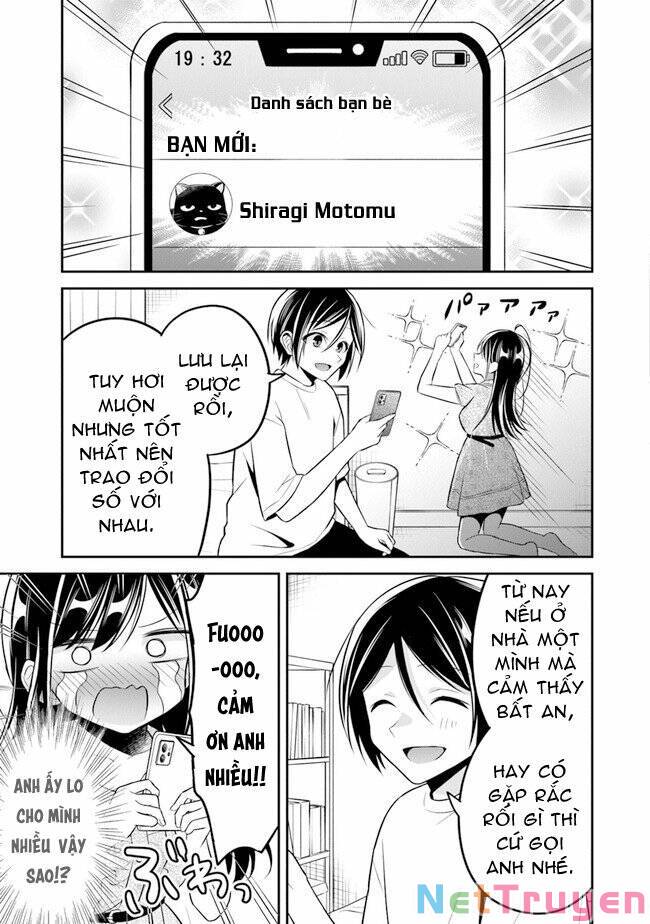 19 : 32
Danh sách bạn bè
BẠN MỚI:
Shiragi Motomu
パァァァァ
LƯU LẠI
ĐƯỢC
RỒI,
TUY HƠI
MUỘN
NHƯNG TỐT
NHẤT NÊN
TRAO ĐỔI
SỐ VỚI
NHAU.
TỪ NAY
NẾU Ở
NHÀ MỘT
MÌNH MÀ
CẢM THẤY
BẤT AN,
HAY CÓ
GẶP RẮC
RỐI GÌ THÌ
CỨ GỌI
ANH NHÉ.
FUOOO
-OOO,
CẢM
ƠN ANH
NHIỀU!!
ANH ẤY LO
CHO MÌNH
NHIỀU VẬY
SAO!?
ぶわっ
NetTruyen